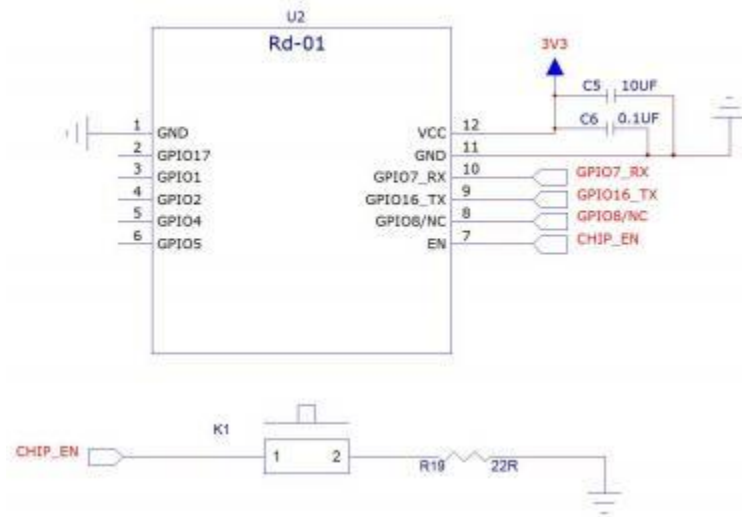 U2
Rd-01
3V3
C5 10UF
C6 0.1UF
1 GND
2 GPIO17
3 GPIO1
4 GPIO2
5 GPIO4
6 GPIO5
VCC 12
GND 11
GPIO7_RX 10 GPIO7_RX
GPIO16_TX 9 GPIO16_TX
GPIO8/NC 8 GPIO8/NC
EN 7 CHIP_EN
K1
CHIP_EN 1 2 R19 22R